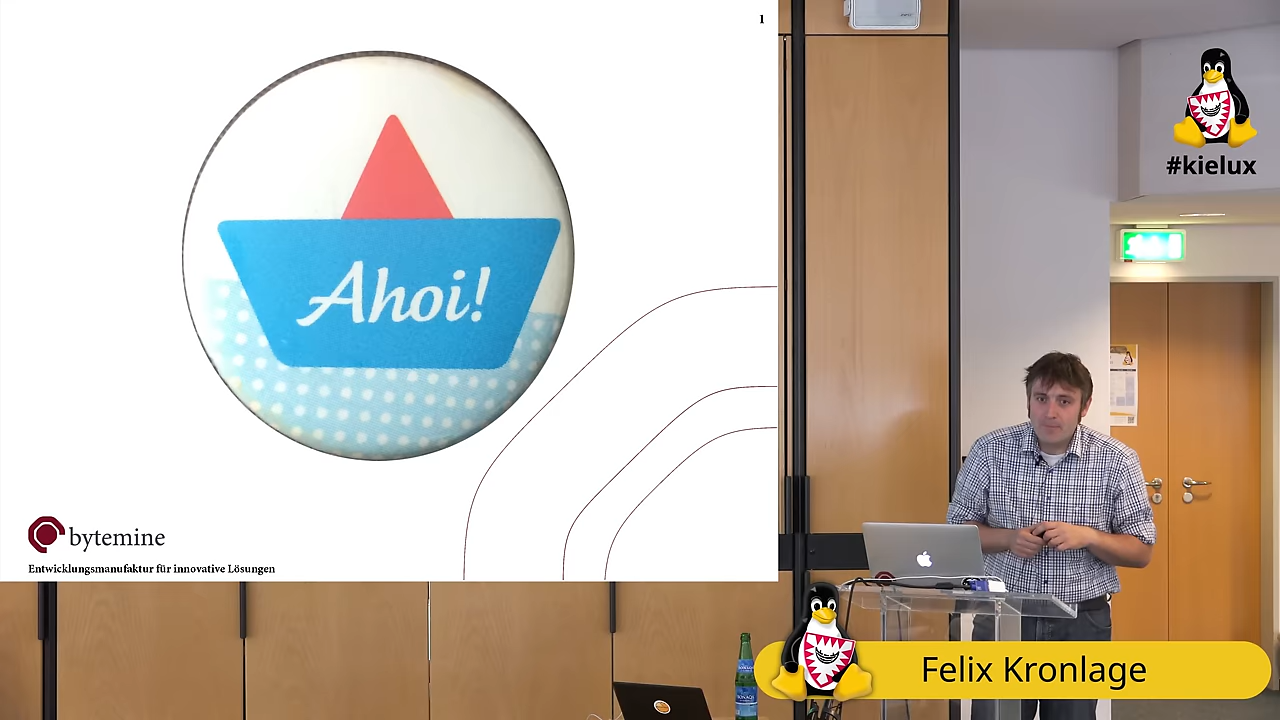 1
Ahoi!
bytemine
Entwicklungsmanufaktur für innovative Lösungen
#kielux
Felix Kronlage